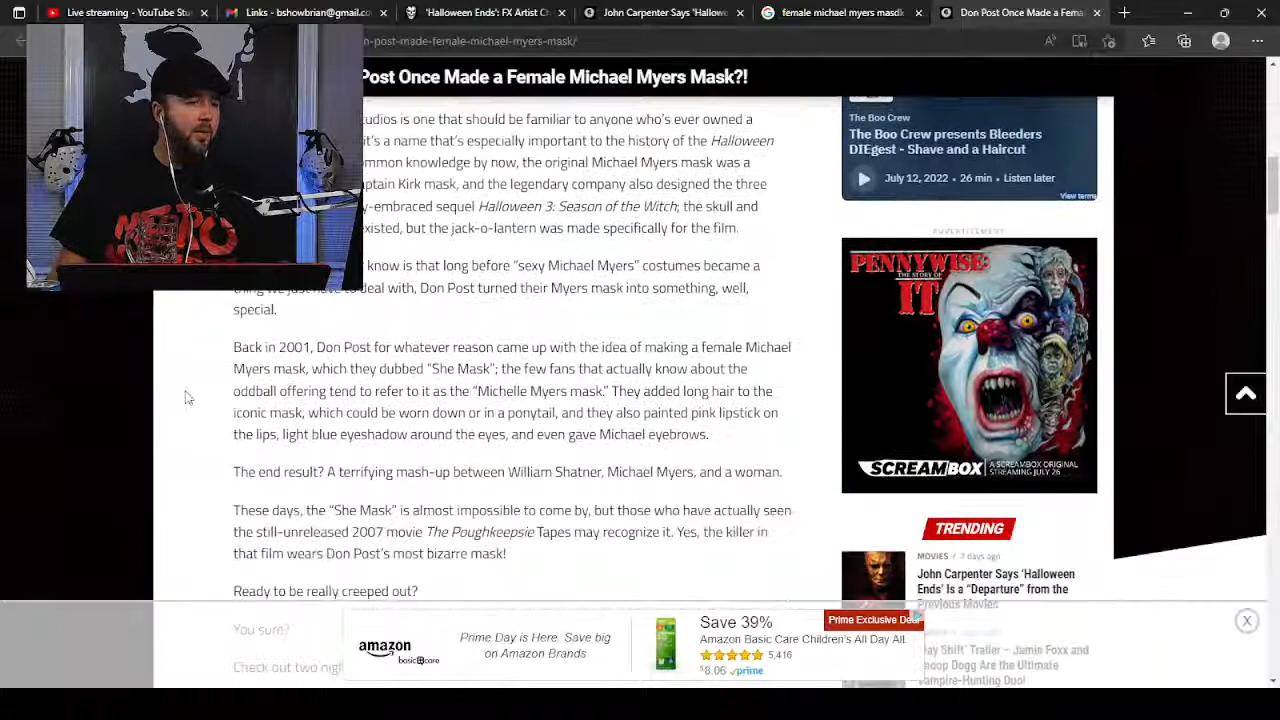 Live streaming - YouTube Stu
Links - bshowbrian@gmail.co
'Halloween Ends': FX Artist Ch
John Carpenter Says 'Hallow
female michael myers masdk
Don Post Once Made a Fema
n-post-made-female-michael-myers-mask/
Post Once Made a Female Michael Myers Mask?!
tudios is one that should be familiar to anyone who's ever owned a
it's a name that's especially important to the history of the Halloween
mmon knowledge by now, the original Michael Myers mask was a
ptain Kirk mask, and the legendary company also designed the three
braced sequel Halloween 3: Season of the Witch; the skull and
xisted, but the jack-o-lantern was made specifically for the film.
know is that long before "sexy Michael Myers" costumes became a
thing we just have to deal with, Don Post turned their Myers mask into something, well,
special.
Back in 2001, Don Post for whatever reason came up with the idea of making a female Michael
Myers mask, which they dubbed "She Mask"; the few fans that actually know about the
oddball offering tend to refer to it as the "Michelle Myers mask." They added long hair to the
iconic mask, which could be worn down or in a ponytail, and they also painted pink lipstick on
the lips, light blue eyeshadow around the eyes, and even gave Michael eyebrows.
The end result? A terrifying mash-up between William Shatner, Michael Myers, and a woman.
These days, the "She Mask" is almost impossible to come by, but those who have actually seen
the still-unreleased 2007 movie The Poughkeepsie Tapes may recognize it. Yes, the killer in
that film wears Don Post's most bizarre mask!
Ready to be really creeped out?
You sure?
Check out two nigh
The Boo Crew
The Boo Crew presents Bleeders
DIEgest - Shave and a Haircut
July 12, 2022 • 26 min • Listen later
View terms
ADVERTISEMENT
PENNYWISE:
THE STORY OF
IT
SCREAMBOX
A SCREAMBOX ORIGINAL
STREAMING JULY 26
TRENDING
MOVIES / 2 days ago
John Carpenter Says 'Halloween
Ends' Is a "Departure" from the
Previous Movies
Day Shift' Trailer – Jamie Foxx and
Snoop Dogg Are the Ultimate
Vampire-Hunting Duo!
amazon
basic care
Prime Day is Here. Save big
on Amazon Brands
Save 39%
Amazon Basic Care Children's All Day All.
5,416
$8.06 prime
Prime Exclusive Deal